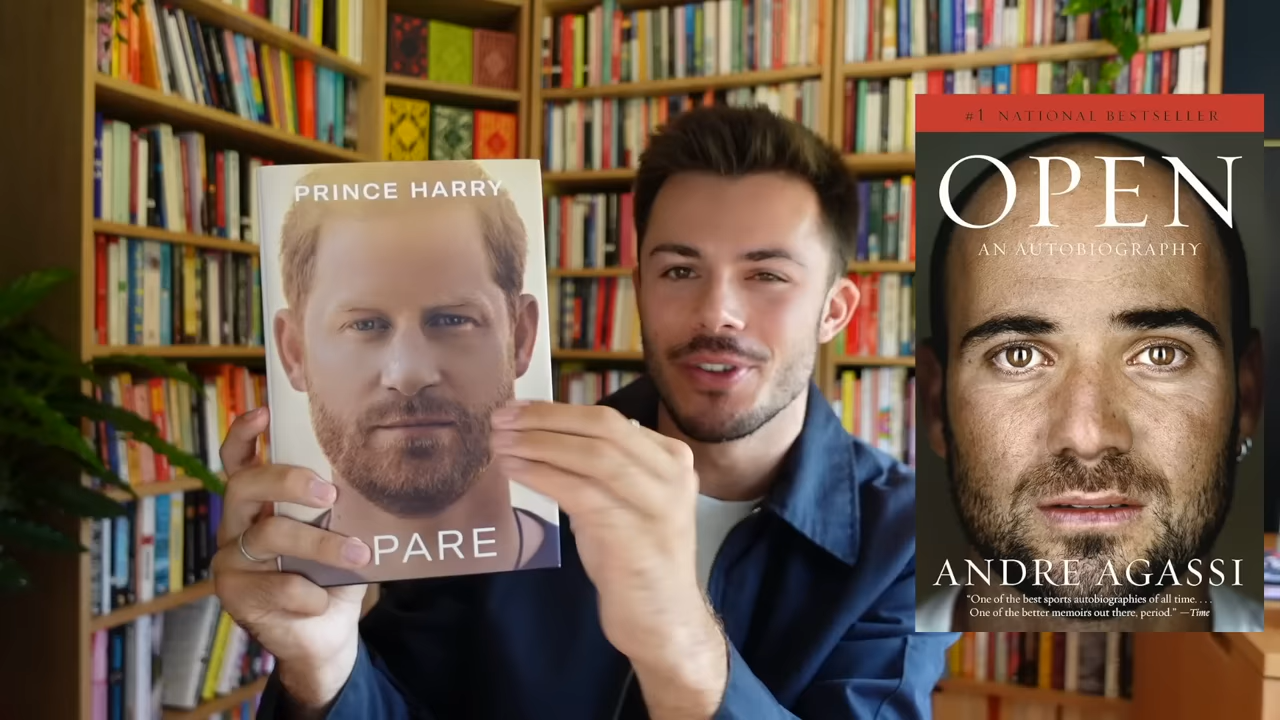 PRINCE HARRY
PARE
#1 NATIONAL BESTSELLER
OPEN
AN AUTOBIOGRAPHY
ANDRE AGASSI
"One of the best sports autobiographies of all time. . . .
One of the better memoirs out there, period." —Time